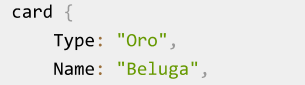 card {
    Type: "Oro",
    Name: "Beluga",